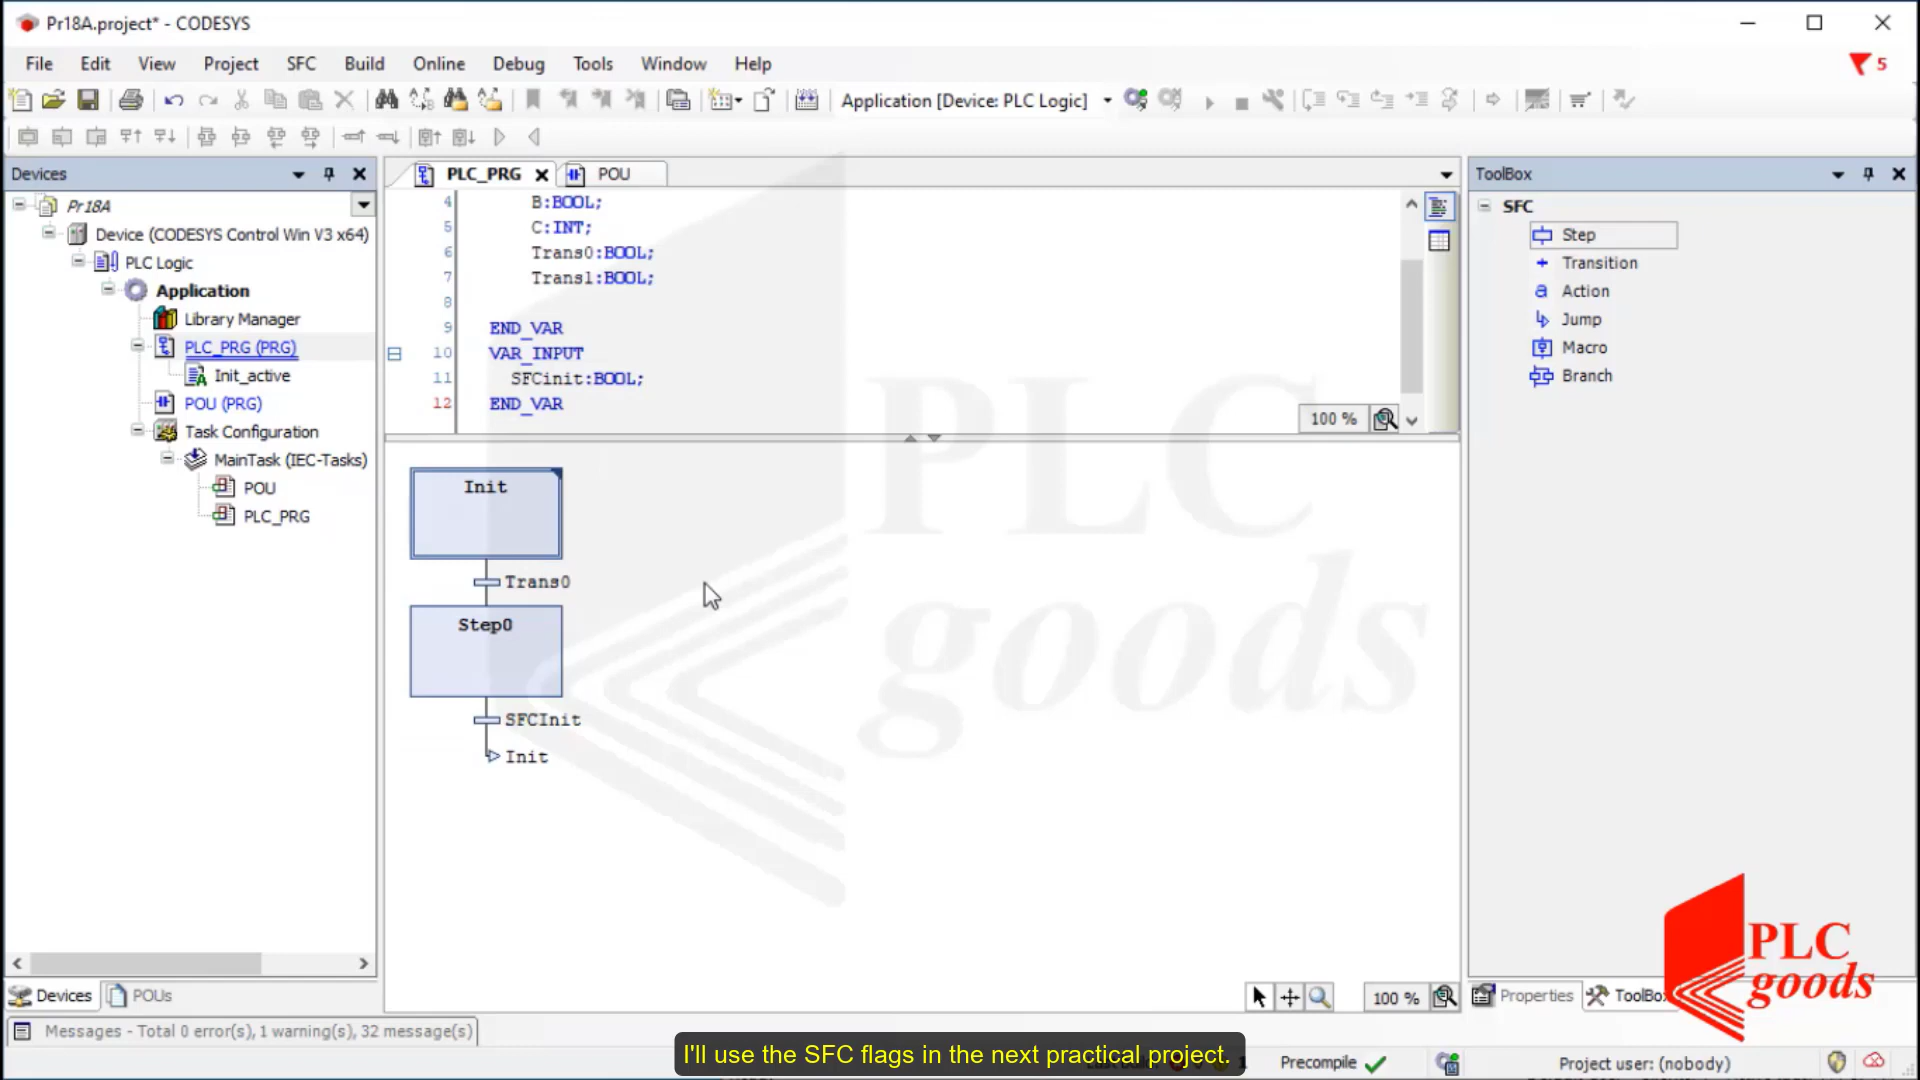 Pr18A.project* - CODESYS
File Edit View Project SFC Build Online Debug Tools Window Help
5
Application [Device: PLC Logic]
Devices
PLC_PRG
POU
ToolBox
Pr18A
Device (CODESYS Control Win V3 x64)
PLC Logic
Application
Library Manager
PLC_PRG (PRG)
Init_active
POU (PRG)
Task Configuration
MainTask (IEC-Tasks)
POU
PLC_PRG
4 B:BOOL;
5 C:INT;
6 Trans0:BOOL;
7 Trans1:BOOL;
8
9 END_VAR
10 VAR_INPUT
11 SFCinit:BOOL;
12 END_VAR
100 %
Init
Trans0
Step0
SFCInit
Init
SFC
Step
Transition
Action
Jump
Macro
Branch
PLC
goods
100 %
Devices
POUs
Properties
ToolBo
PLC
goods
Messages - Total 0 error(s), 1 warning(s), 32 message(s)
I'll use the SFC flags in the next practical project.
Precompile
Project user: (nobody)